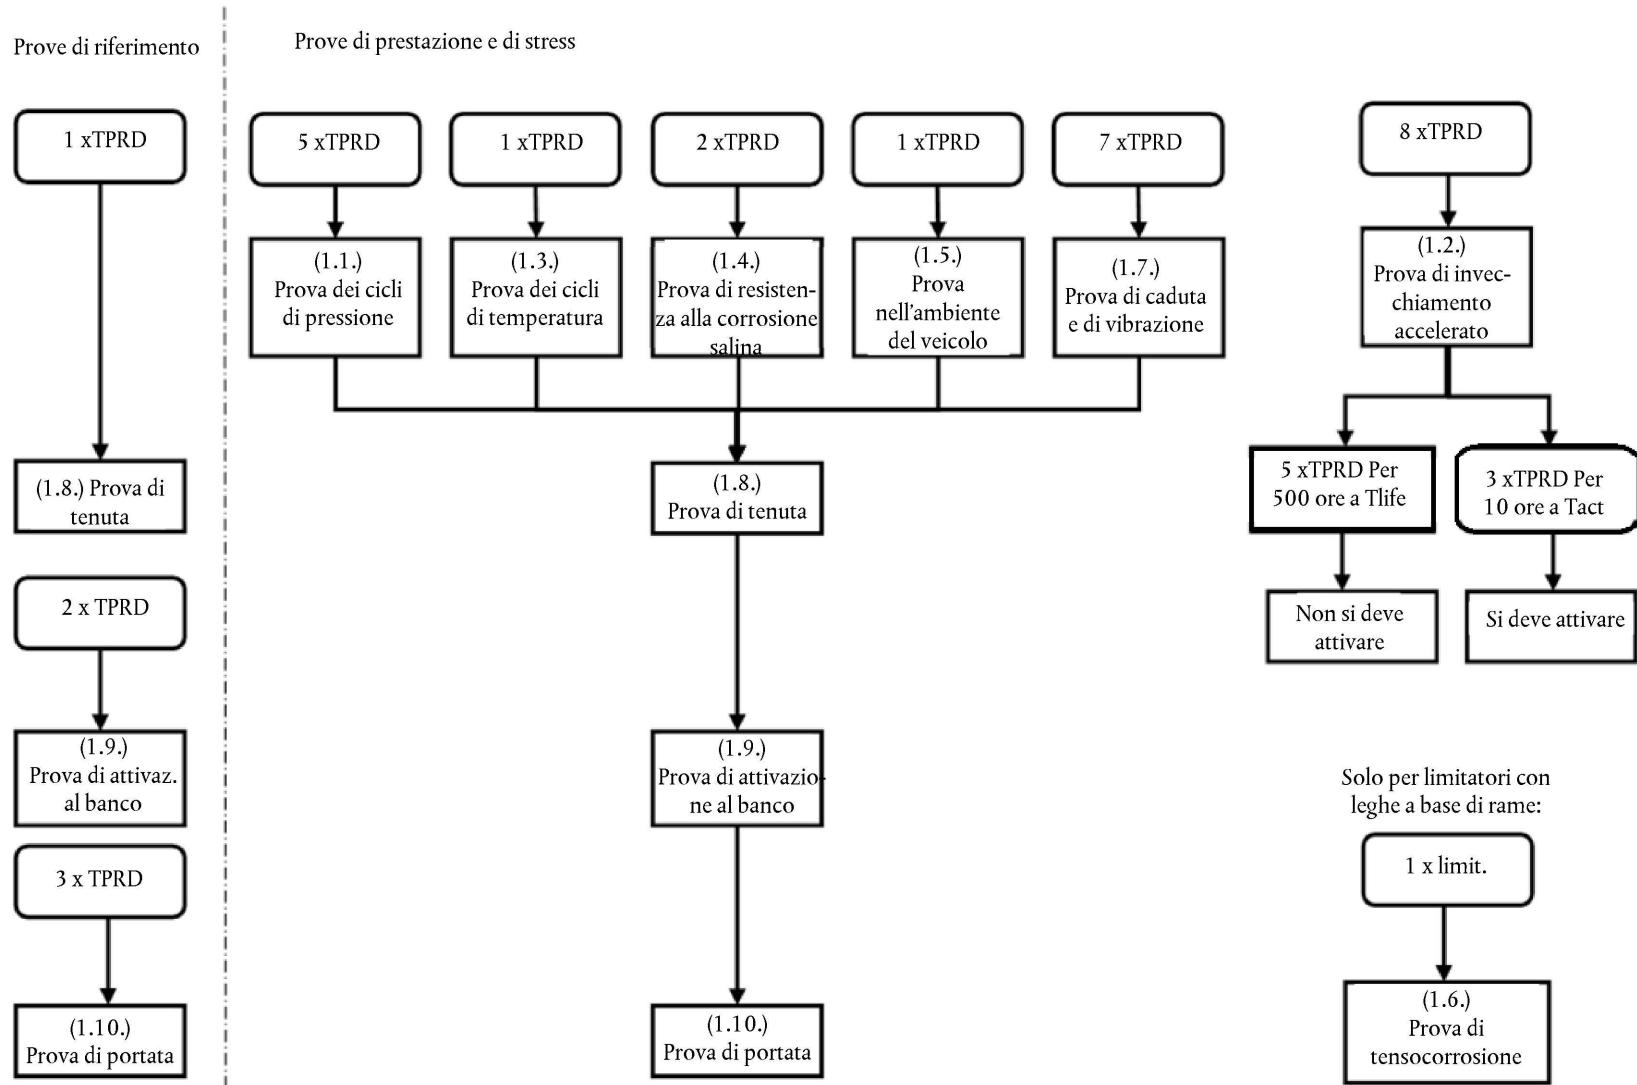 Prove di riferimento
Prove di prestazione e di stress
1 xTPRD
5 xTPRD
1 xTPRD
2 xTPRD
1 xTPRD
7 xTPRD
8 xTPRD
(1.1.)
Prova dei cicli
di pressione
(1.3.)
Prova dei cicli
di temperatura
(1.4.)
Prova di resisten-
za alla corrosione
salina
(1.5.)
Prova
nell'ambiente
del veicolo
(1.7.)
Prova di caduta
e di vibrazione
(1.2.)
Prova di invec-
chiamento
accelerato
(1.8.) Prova di
tenuta
(1.8.)
Prova di tenuta
5 xTPRD Per
500 ore a Tlife
3 xTPRD Per
10 ore a Tact
2 x TPRD
Non si deve
attivare
Si deve attivare
(1.9.)
Prova di attivaz.
al banco
(1.9.)
Prova di attivazio-
ne al banco
Solo per limitatori con
leghe a base di rame:
3 x TPRD
1 x limit.
(1.10.)
Prova di portata
(1.10.)
Prova di portata
(1.6.)
Prova di
tensocorrosione